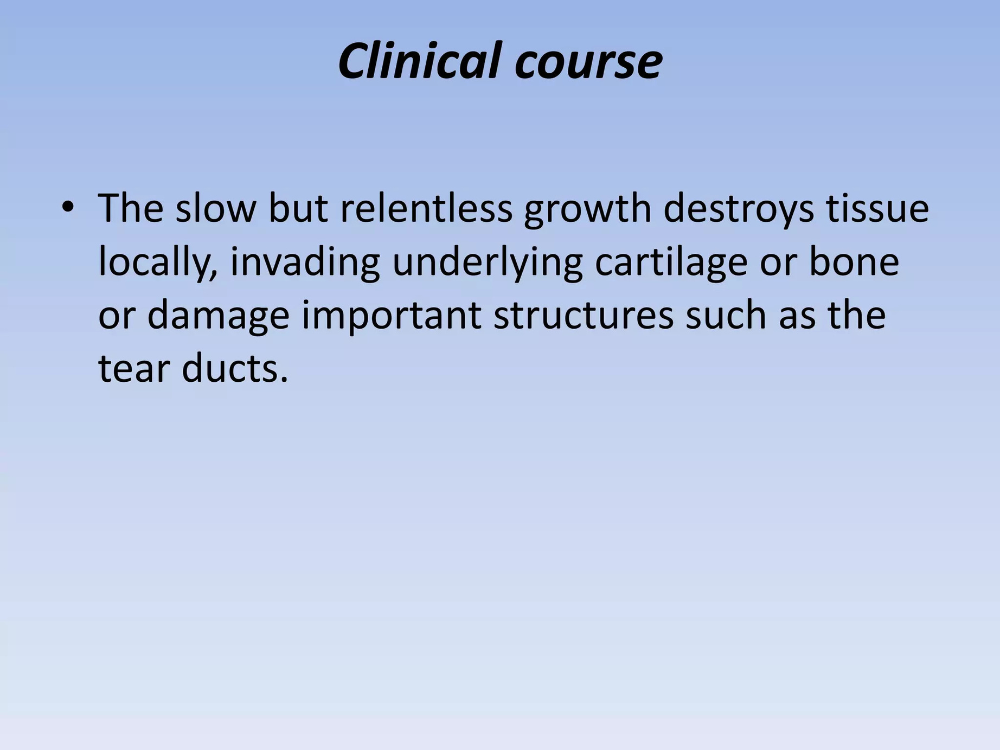 Clinical course
• The slow but relentless growth destroys tissue
locally, invading underlying cartilage or bone
or damage important structures such as the
tear ducts.